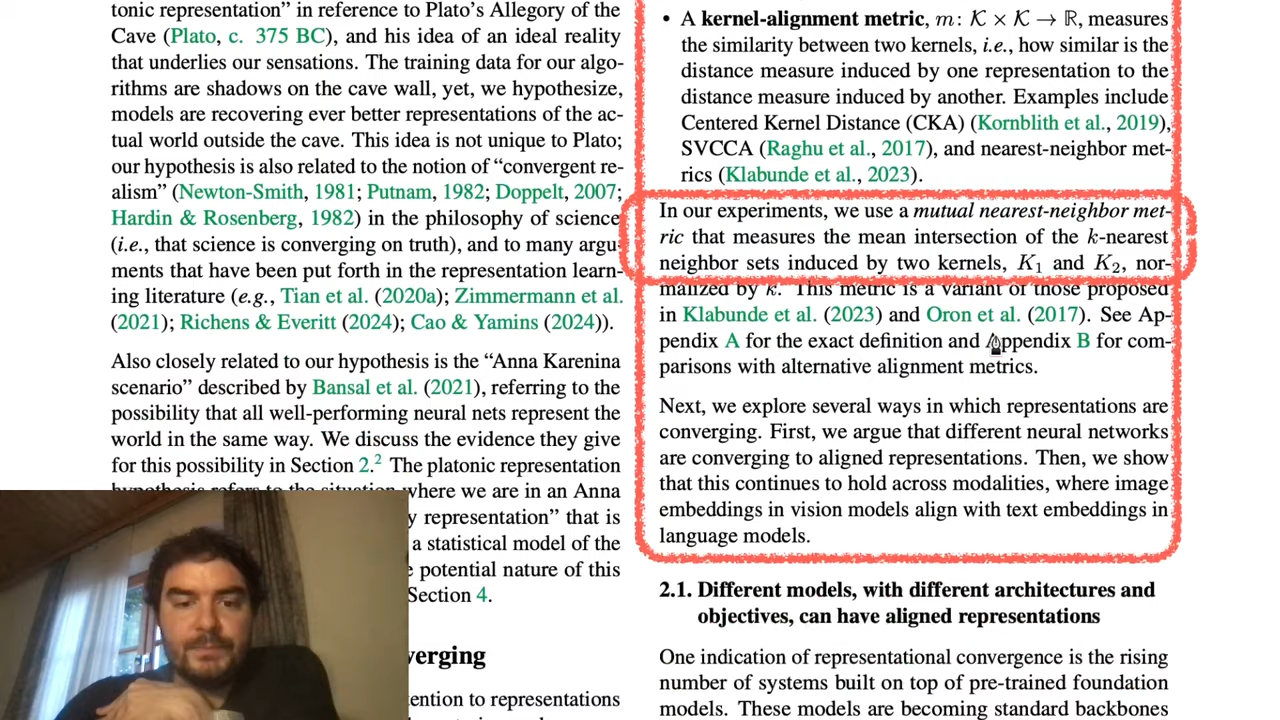 tonic representation” in reference to Plato’s Allegory of the
Cave (Plato, c. 375 BC), and his idea of an ideal reality
that underlies our sensations. The training data for our algo-
rithms are shadows on the cave wall, yet, we hypothesize,
models are recovering ever better representations of the ac-
tual world outside the cave. This idea is not unique to Plato;
our hypothesis is also related to the notion of “convergent re-
alism” (Newton-Smith, 1981; Putnam, 1982; Doppelt, 2007;
Hardin & Rosenberg, 1982) in the philosophy of science
(i.e., that science is converging on truth), and to many argu-
ments that have been put forth in the representation learn-
ing literature (e.g., Tian et al. (2020a); Zimmermann et al.
(2021); Richens & Everitt (2024); Cao & Yamins (2024)).
Also closely related to our hypothesis is the “Anna Karenina
scenario” described by Bansal et al. (2021), referring to the
possibility that all well-performing neural nets represent the
world in the same way. We discuss the evidence they give
for this possibility in Section 2.² The platonic representation
hypothesis refers to the situation where we are in an Anna
y representation” that is
a statistical model of the
e potential nature of this
Section 4.
verging
tention to representations
• A kernel-alignment metric, m: K × K → ℝ, measures
the similarity between two kernels, i.e., how similar is the
distance measure induced by one representation to the
distance measure induced by another. Examples include
Centered Kernel Distance (CKA) (Kornblith et al., 2019),
SVCCA (Raghu et al., 2017), and nearest-neighbor met-
rics (Klabunde et al., 2023).
In our experiments, we use a mutual nearest-neighbor met-
ric that measures the mean intersection of the k-nearest
neighbor sets induced by two kernels, K₁ and K₂, nor-
malized by k. This metric is a variant of those proposed
in Klabunde et al. (2023) and Oron et al. (2017). See Ap-
pendix A for the exact definition and Appendix B for com-
parisons with alternative alignment metrics.
Next, we explore several ways in which representations are
converging. First, we argue that different neural networks
are converging to aligned representations. Then, we show
that this continues to hold across modalities, where image
embeddings in vision models align with text embeddings in
language models.
2.1. Different models, with different architectures and
objectives, can have aligned representations
One indication of representational convergence is the rising
number of systems built on top of pre-trained foundation
models. These models are becoming standard backbones